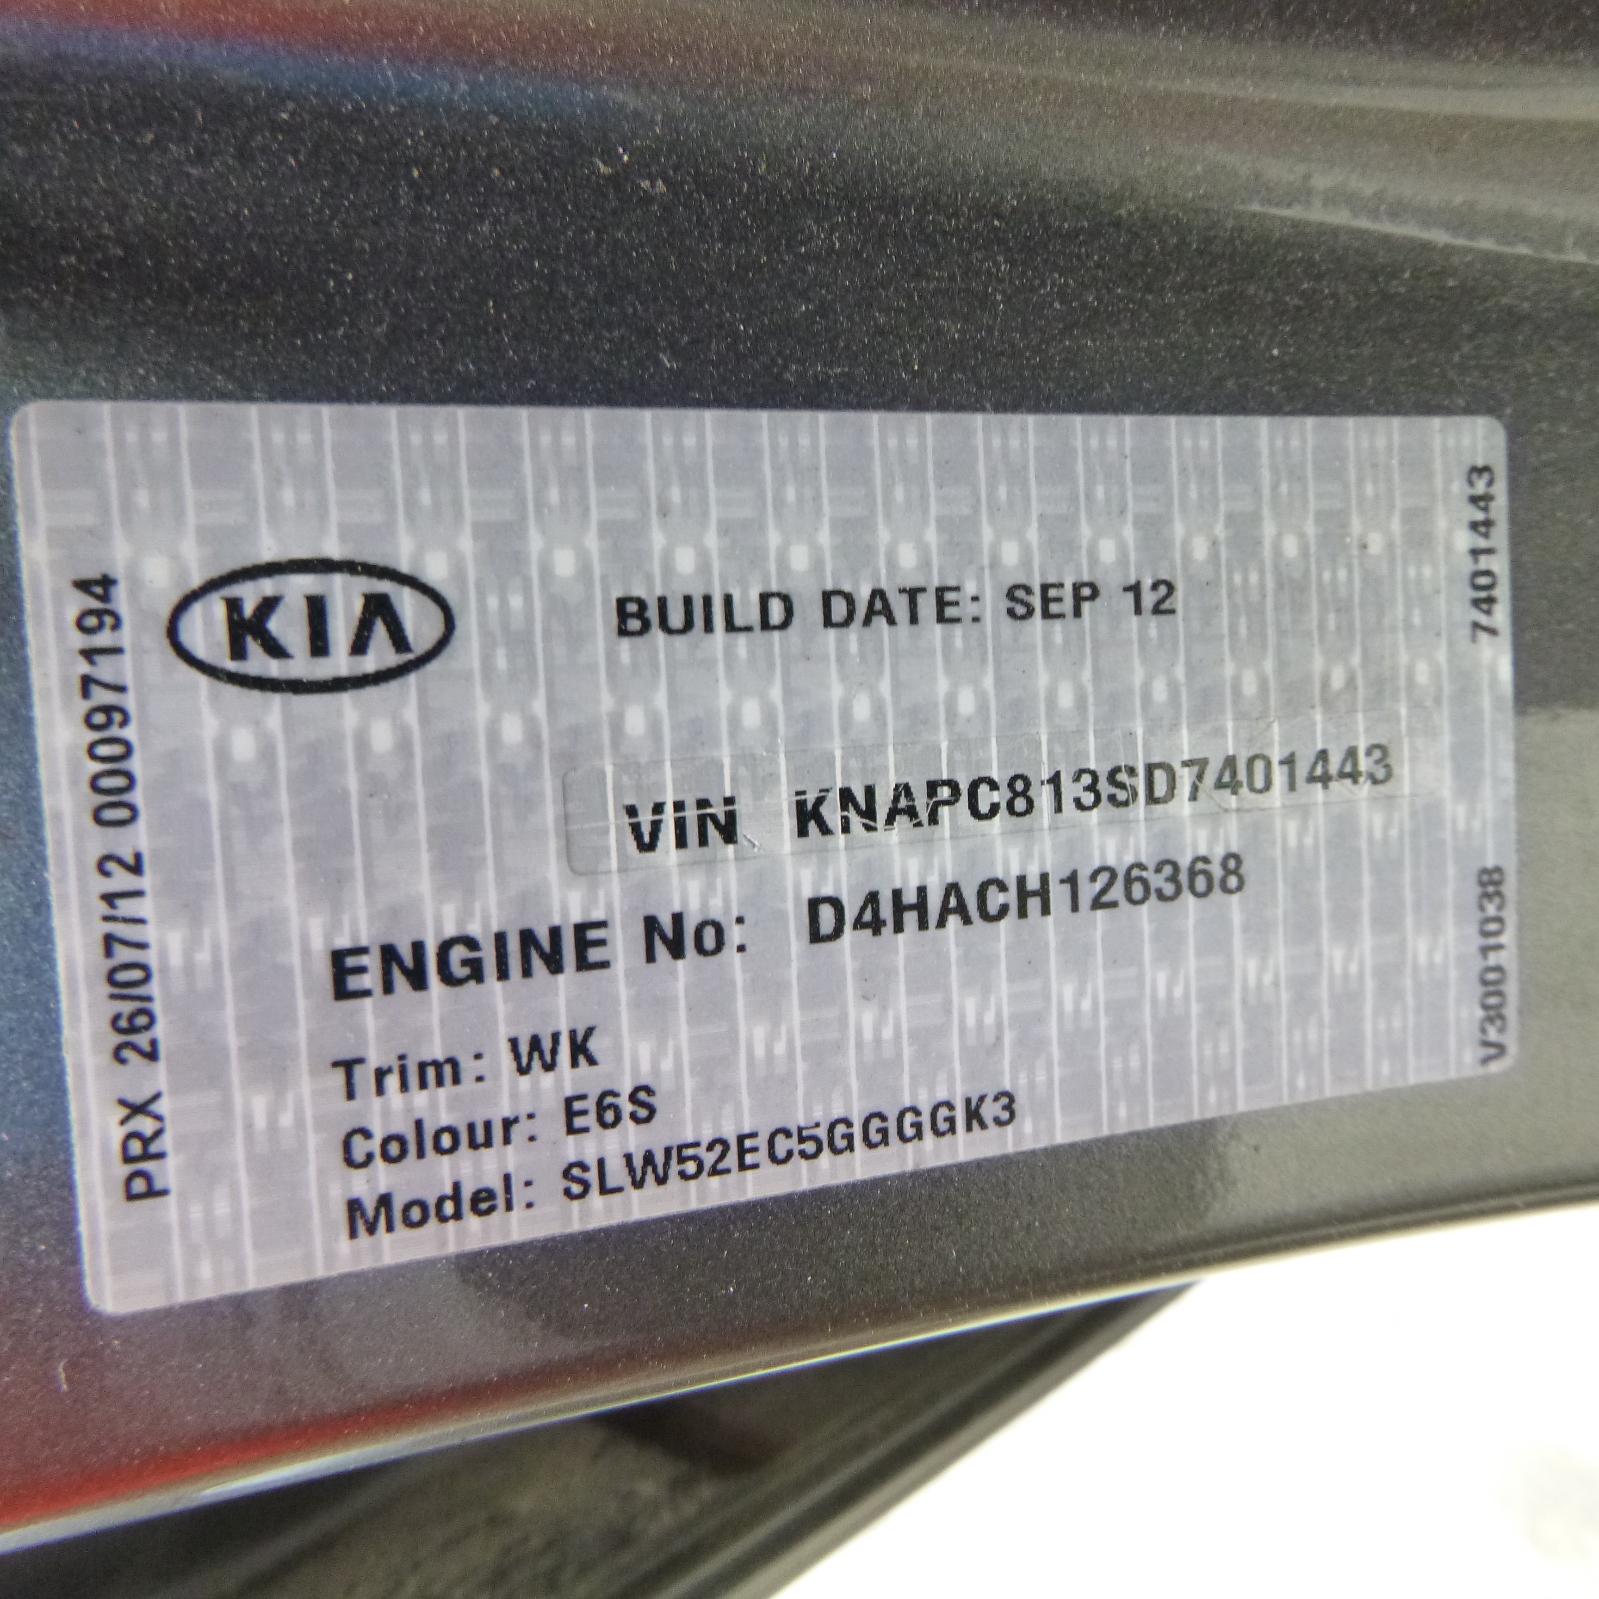 KIA
BUILD DATE: SEP 12
VIN KNAPC813SD7401443
ENGINE No: D4HACH126368
Trim: WK
Colour: E6S
Model: SLW52EC5GGGGK3
PRX 26/07/12 00097194
7401443
V3001038